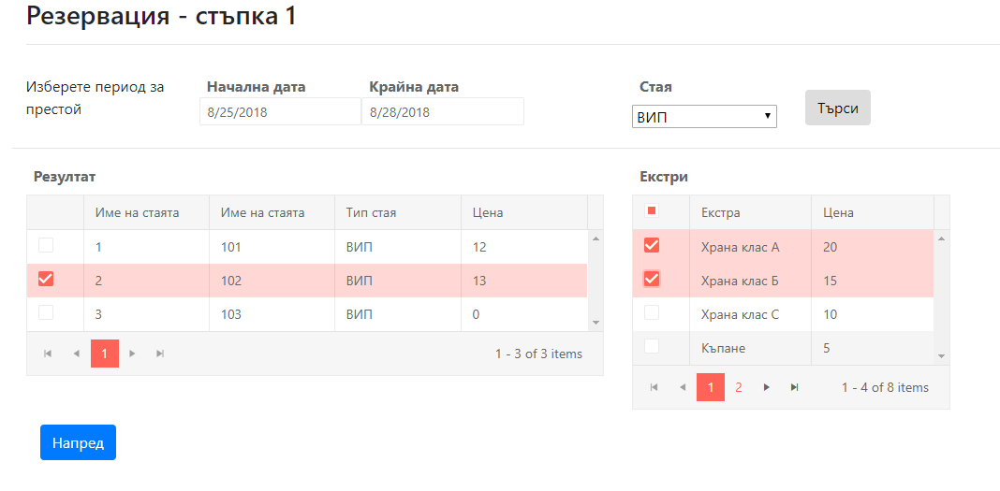 Резервация - стъпка 1
Изберете период за
престой
Начална дата
8/25/2018
Крайна дата
8/28/2018
Стая
ВИП
Търси
Резултат
Име на стаята Име на стаята Тип стая Цена
1 101 ВИП 12
2 102 ВИП 13
3 103 ВИП 0
1
1 - 3 of 3 items
Екстри
Екстра Цена
Храна клас А 20
Храна клас Б 15
Храна клас С 10
Къпане 5
1 2
1 - 4 of 8 items
Напред